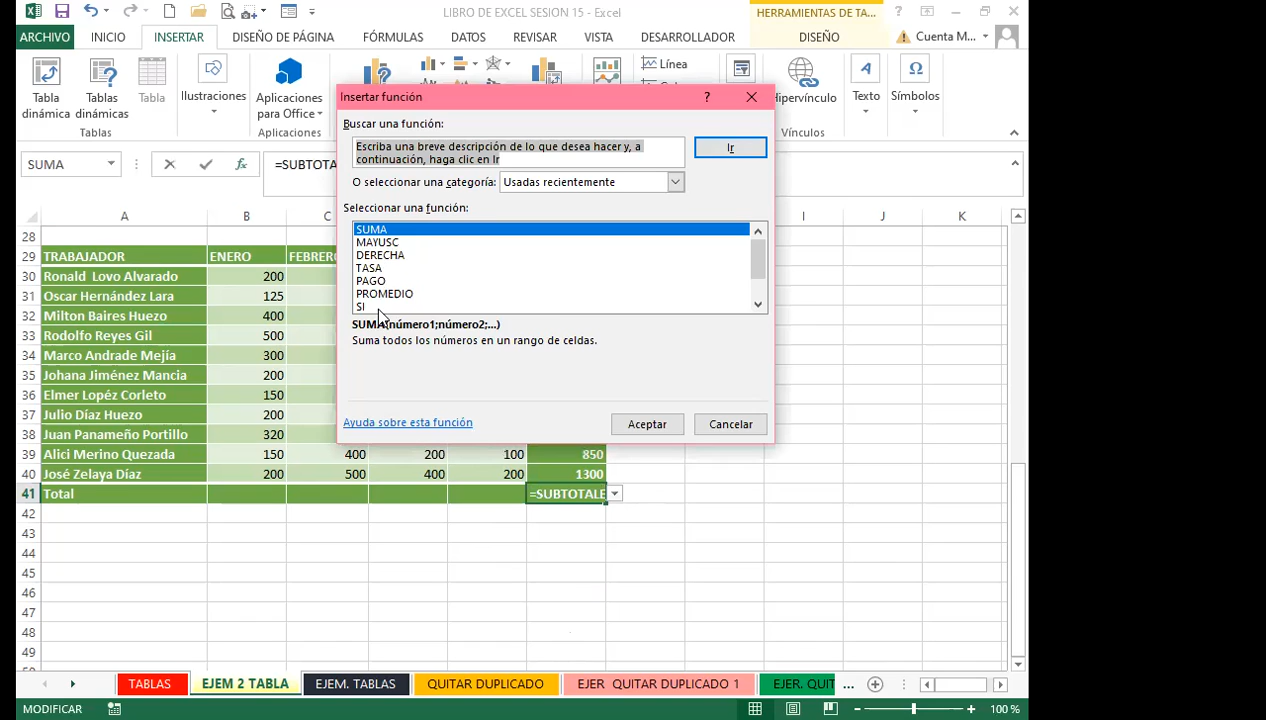 LIBRO DE EXCEL SESION 15 - Excel
HERRAMIENTAS DE TA...
ARCHIVO INICIO INSERTAR DISEÑO DE PÁGINA FÓRMULAS DATOS REVISAR VISTA DESARROLLADOR DISEÑO Cuenta M...
Tabla dinámica
Tablas dinámicas
Tabla
Tablas
Ilustraciones
Aplicaciones para Office
Aplicaciones
Línea
Hipervínculo
Vínculos
Texto
Símbolos
Insertar función
?
Buscar una función:
Escriba una breve descripción de lo que desea hacer y, a
continuación, haga clic en Ir
Ir
O seleccionar una categoría: Usadas recientemente
Seleccionar una función:
SUMA
MAYUSC
DERECHA
TASA
PAGO
PROMEDIO
SI
SUMA(número1;número2;...)
Suma todos los números en un rango de celdas.
Ayuda sobre esta función Aceptar Cancelar
SUMA fx =SUBTOTA
A B C I J K
28
29 TRABAJADOR ENERO FEBRER
30 Ronald Lovo Alvarado 200
31 Oscar Hernández Lara 125
32 Milton Baires Huezo 400
33 Rodolfo Reyes Gil 500
34 Marco Andrade Mejía 300
35 Johana Jiménez Mancia 200
36 Elmer Lopéz Corleto 150
37 Julio Díaz Huezo 200
38 Juan Panameño Portillo 320
39 Alici Merino Quezada 150 400 200 100 850
40 José Zelaya Díaz 200 500 400 200 1300
41 Total =SUBTOTALE
42
43
44
45
46
47
48
49
TABLAS EJEM 2 TABLA EJEM. TABLAS QUITAR DUPLICADO EJER QUITAR DUPLICADO 1 EJER. QUIT ...
MODIFICAR 100 %